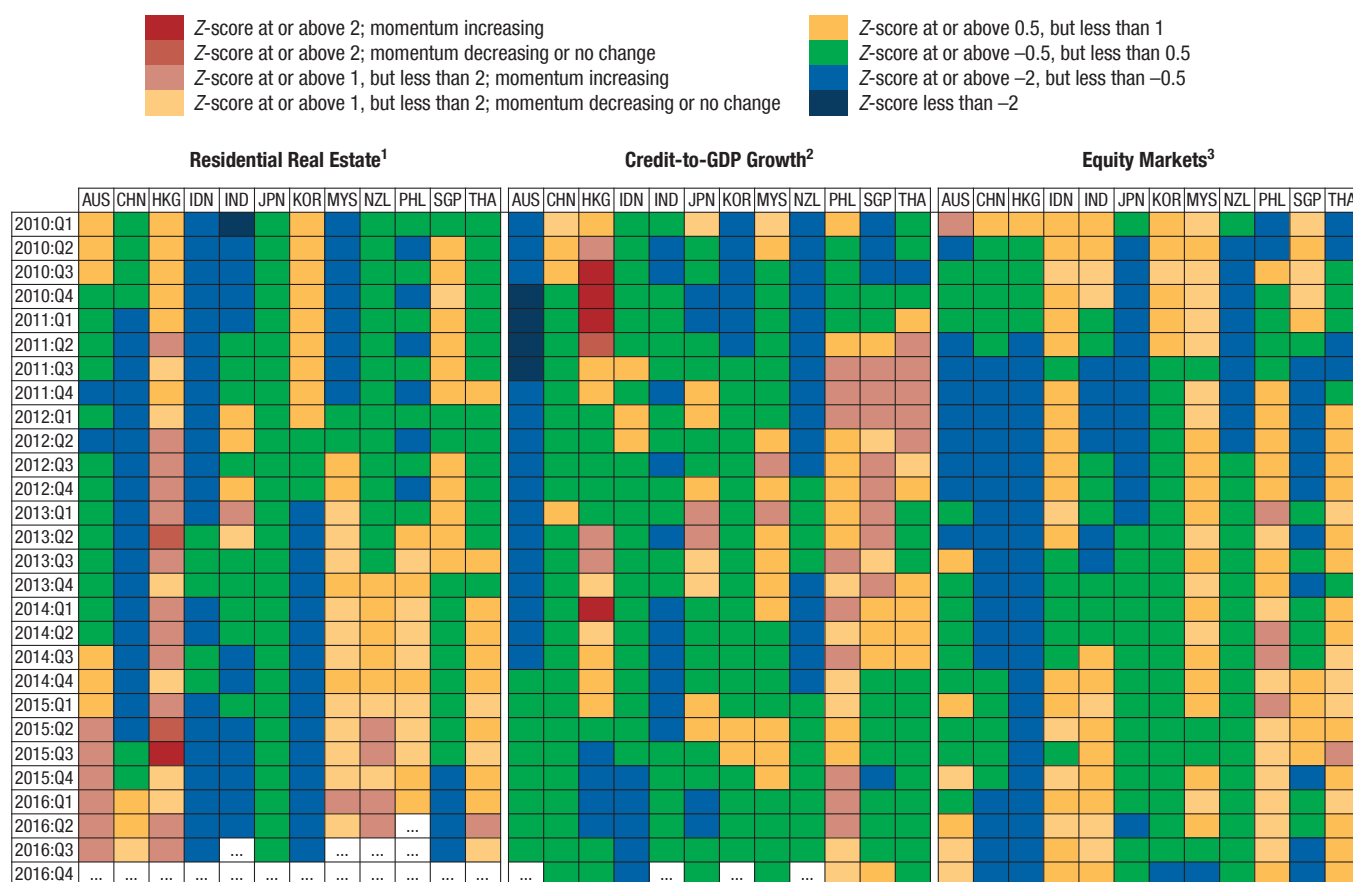 Z-score at or above 2; momentum increasing
Z-score at or above 2; momentum decreasing or no change
Z-score at or above 1, but less than 2; momentum increasing
Z-score at or above 1, but less than 2; momentum decreasing or no change
Z-score at or above 0.5, but less than 1
Z-score at or above –0.5, but less than 0.5
Z-score at or above –2, but less than –0.5
Z-score less than –2
Residential Real Estate1 Credit-to-GDP Growth2 Equity Markets3
AUS CHN HKG IDN IND JPN KOR MYS NZL PHL SGP THA AUS CHN HKG IDN IND JPN KOR MYS NZL PHL SGP THA AUS CHN HKG IDN IND JPN KOR MYS NZL PHL SGP THA
2010:Q1
2010:Q2
2010:Q3
2010:Q4
2011:Q1
2011:Q2
2011:Q3
2011:Q4
2012:Q1
2012:Q2
2012:Q3
2012:Q4
2013:Q1
2013:Q2
2013:Q3
2013:Q4
2014:Q1
2014:Q2
2014:Q3
2014:Q4
2015:Q1
2015:Q2
2015:Q3
2015:Q4
2016:Q1
2016:Q2 ...
2016:Q3 ... ... ... ...
2016:Q4 ... ... ... ... ... ... ... ... ... ... ... ... ... ... ... ...